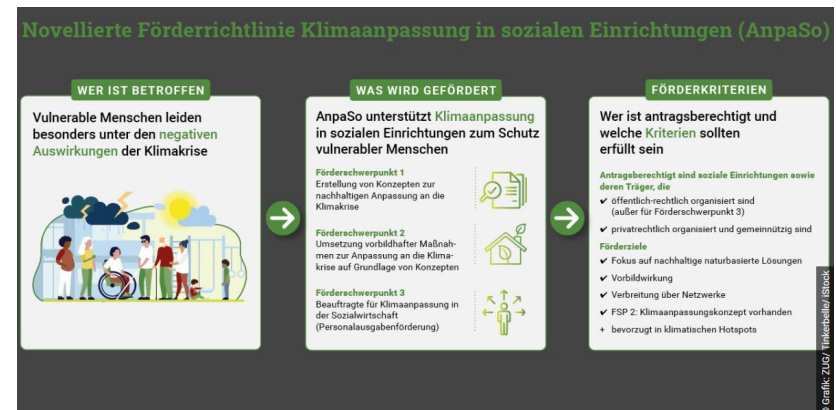 Novellierte Förderrichtlinie Klimaanpassung in sozialen Einrichtungen (AnpaSo)
WER IST BETROFFEN
Vulnerable Menschen leiden
besonders unter den negativen
Auswirkungen der Klimakrise
WAS WIRD GEFÖRDERT
AnpaSo unterstützt Klimaanpassung
in sozialen Einrichtungen zum Schutz
vulnerabler Menschen
Förderschwerpunkt 1
Erstellung von Konzepten zur
nachhaltigen Anpassung an die
Klimakrise
Förderschwerpunkt 2
Umsetzung vorbildhafter Maßnah-
men zur Anpassung an die Klima-
krise auf Grundlage von Konzepten
Förderschwerpunkt 3
Beauftragte für Klimaanpassung in
der Sozialwirtschaft
(Personalausgabenförderung)
FÖRDERKRITERIEN
Wer ist antragsberechtigt und
welche Kriterien sollten
erfüllt sein
Antragsberechtigt sind soziale Einrichtungen sowie
deren Träger, die
✔ öffentlich-rechtlich organisiert sind
(außer für Förderschwerpunkt 3)
✔ privatrechtlich organisiert und gemeinnützig sind
Förderziele
✔ Fokus auf nachhaltige naturbasierte Lösungen
✔ Vorbildwirkung
✔ Verbreitung über Netzwerke
✔ FSP 2: Klimaanpassungskonzept vorhanden
+ bevorzugt in klimatischen Hotspots
Grafik: ZUG/ Tinkerbelle/ iStock